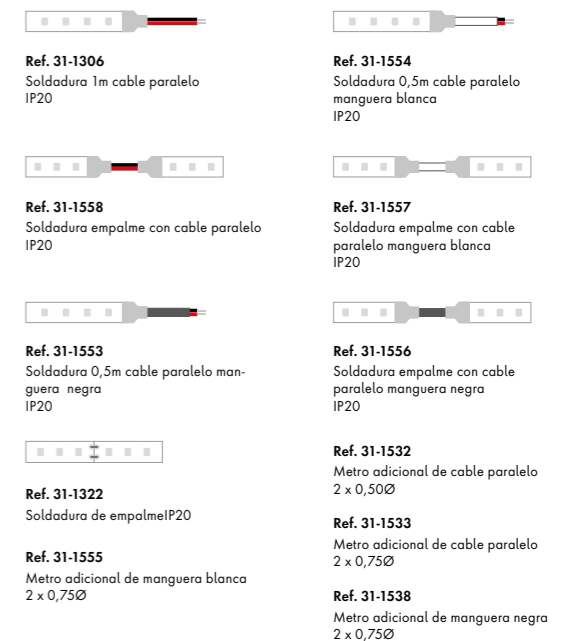 Ref. 31-1306
Soldadura 1m cable paralelo
IP20
Ref. 31-1554
Soldadura 0,5m cable paralelo
manguera blanca
IP20
Ref. 31-1558
Soldadura empalme con cable paralelo
IP20
Ref. 31-1557
Soldadura empalme con cable
paralelo manguera blanca
IP20
Ref. 31-1553
Soldadura 0,5m cable paralelo man-
guera negra
IP20
Ref. 31-1556
Soldadura empalme con cable
paralelo manguera negra
IP20
Ref. 31-1322
Soldadura de empalmeIP20
Ref. 31-1555
Metro adicional de manguera blanca
2 x 0,75Ø
Ref. 31-1532
Metro adicional de cable paralelo
2 x 0,50Ø
Ref. 31-1533
Metro adicional de cable paralelo
2 x 0,75Ø
Ref. 31-1538
Metro adicional de manguera negra
2 x 0,75Ø